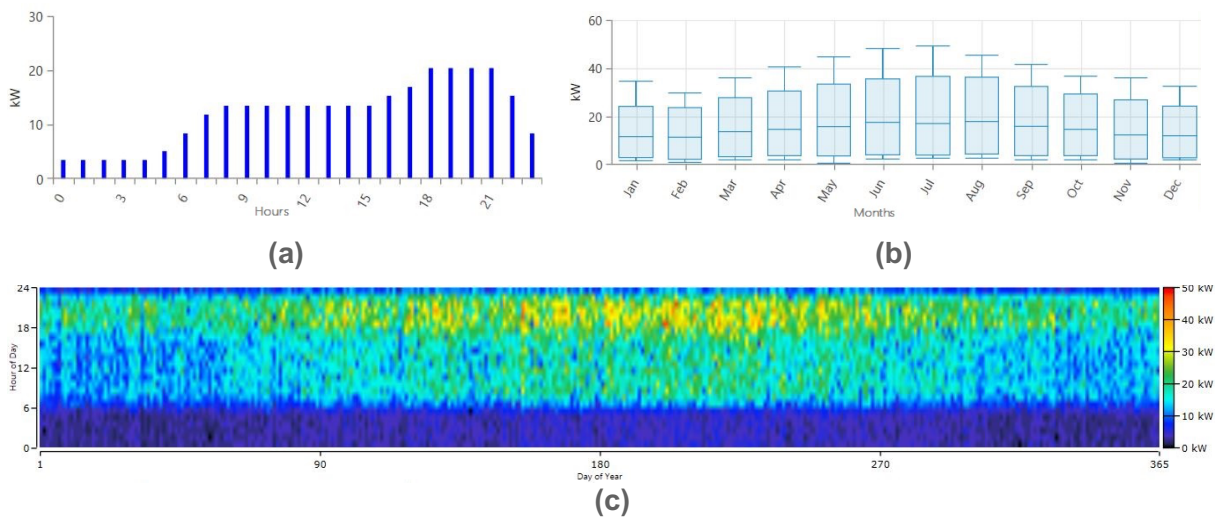 30
20
10
0
kW
0 3 6 9 12 15 18 21
Hours
(a)
60
40
20
0
kW
Jan Feb Mar Apr May Jun Jul Aug Sep Oct Nov Dec
Months
(b)
24
18
12
6
0
Hour of Day
1 90 180 270 365
Day of Year
50 kW
40 kW
30 kW
20 kW
10 kW
0 kW
(c)